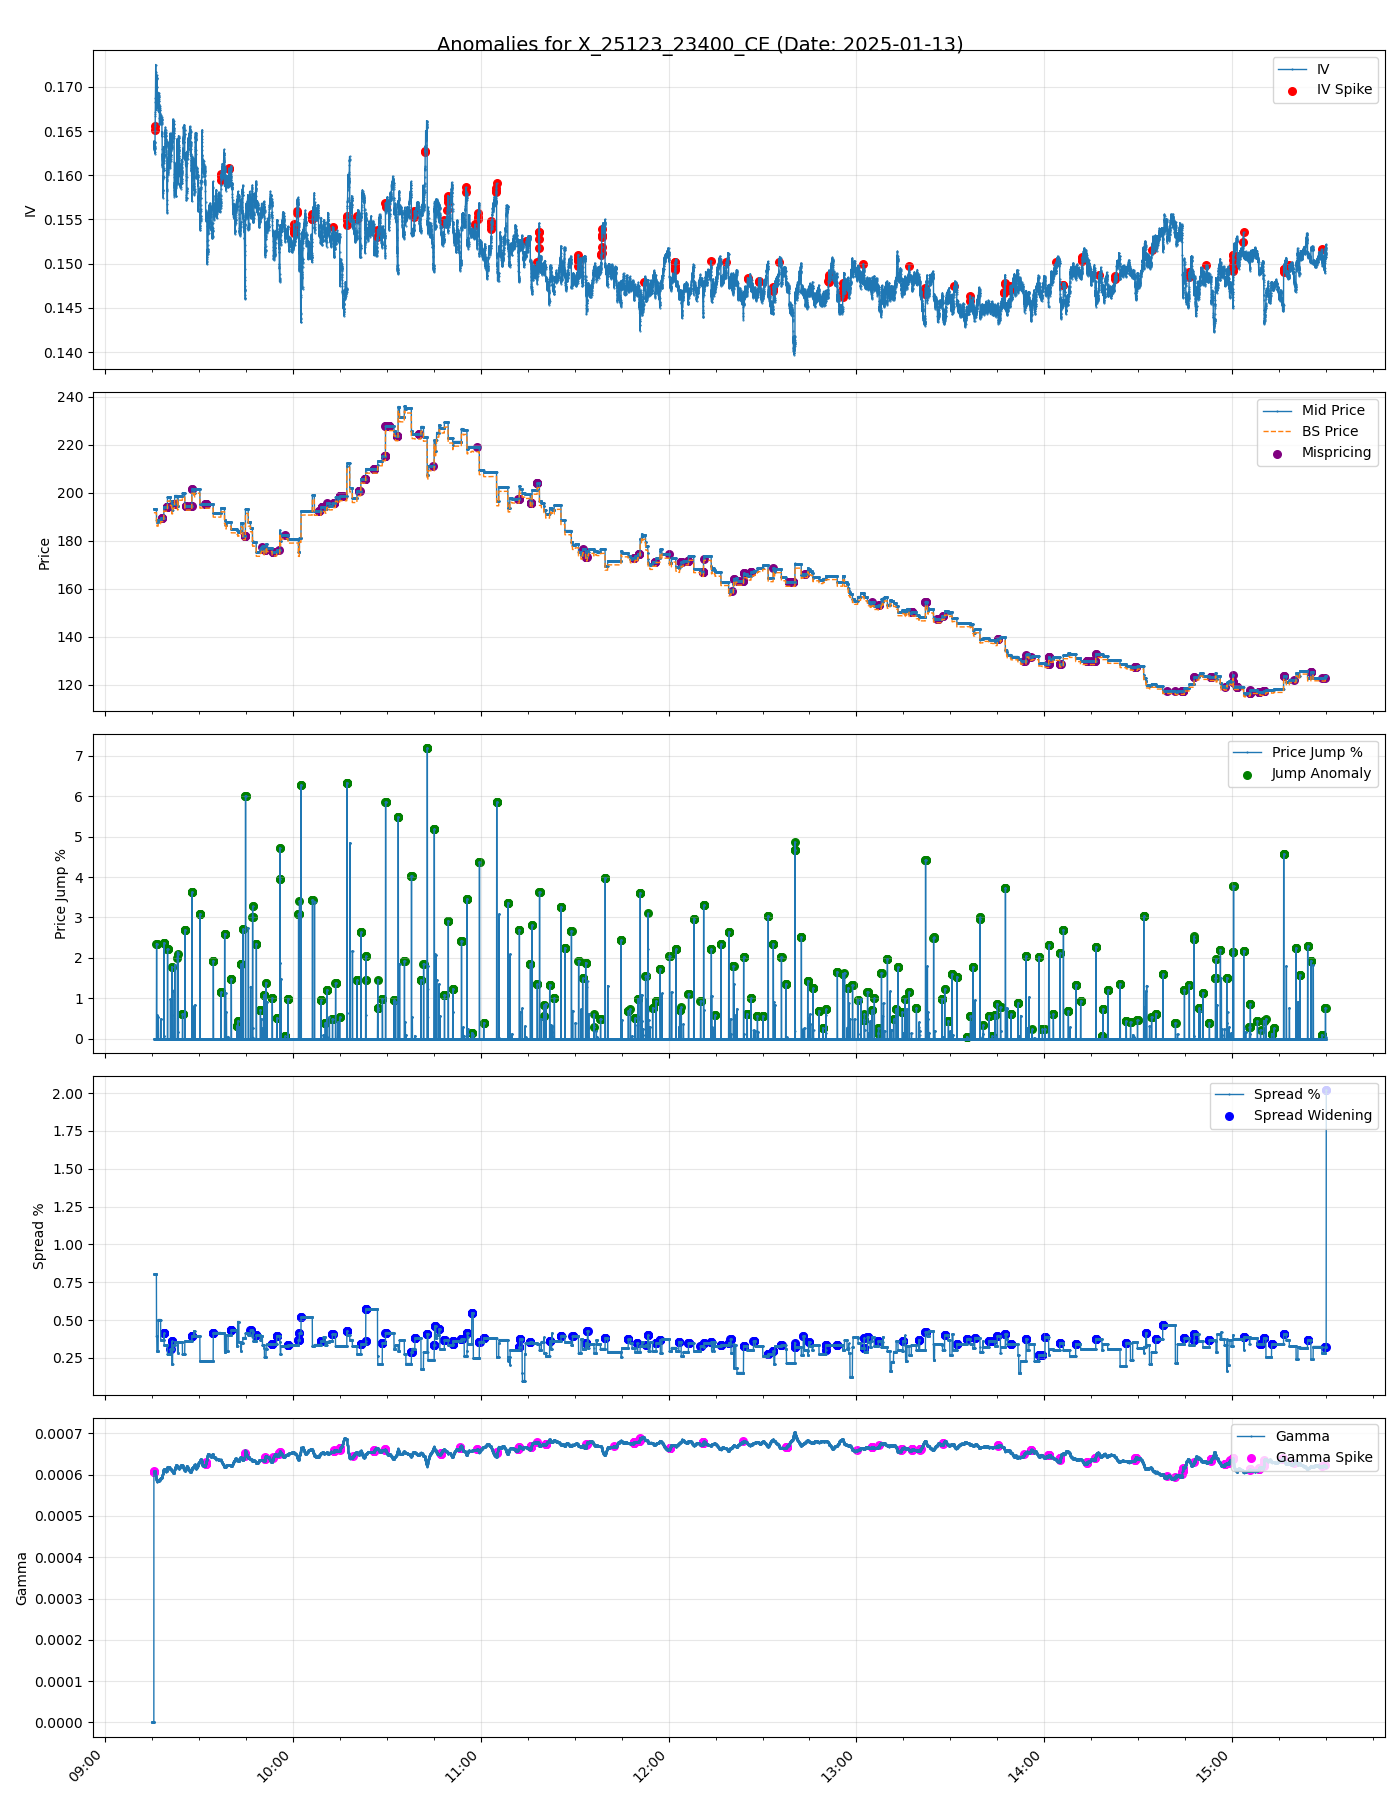 Anomalies for X_25123_23400_CE (Date: 2025-01-13)
IV
IV Spike
0.170
0.165
0.160
0.155
0.150
0.145
0.140
IV
Mid Price
BS Price
Mispricing
240
220
200
180
160
140
120
Price
Price Jump %
Jump Anomaly
7
6
5
4
3
2
1
0
Price Jump %
Spread %
Spread Widening
2.00
1.75
1.50
1.25
1.00
0.75
0.50
0.25
Spread %
Gamma
Gamma Spike
0.0007
0.0006
0.0005
0.0004
0.0003
0.0002
0.0001
0.0000
Gamma
09:00
10:00
11:00
12:00
13:00
14:00
15:00